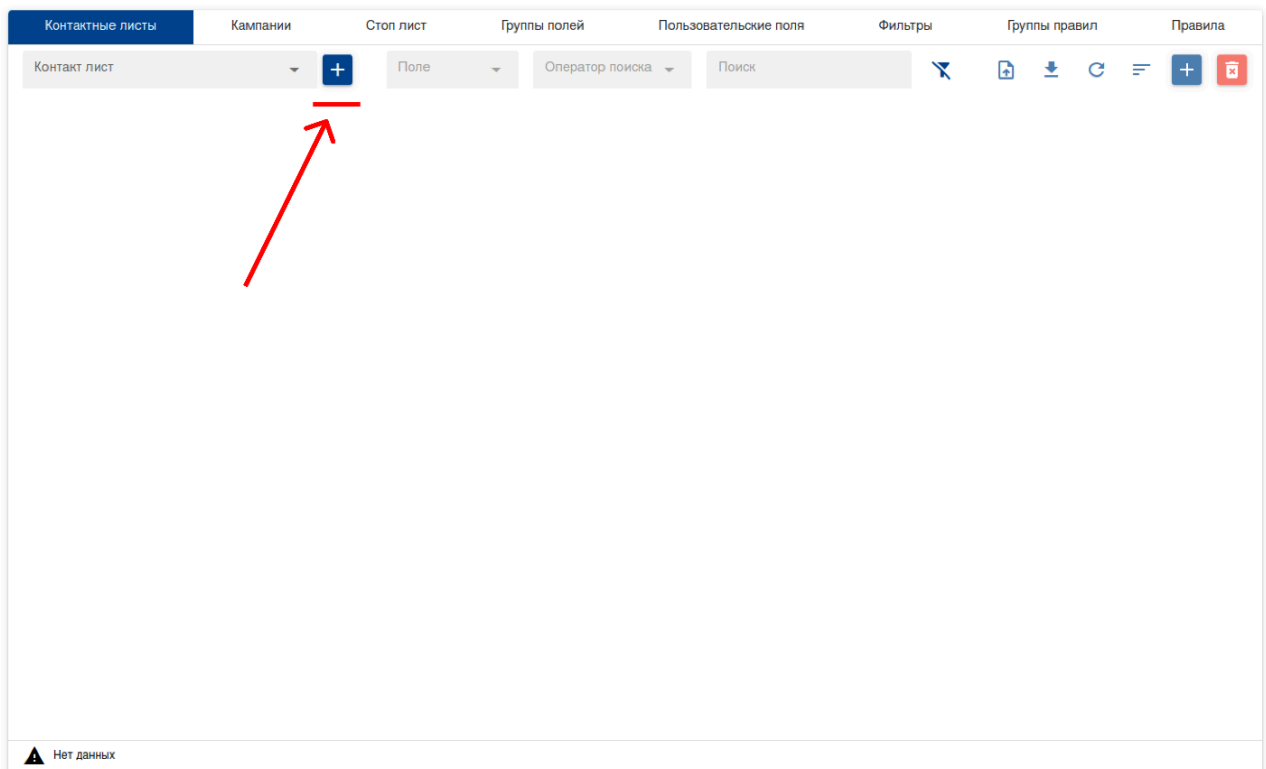 Контактные листы Кампании Стоп лист Группы полей Пользовательские поля Фильтры Группы правил Правила
Контакт лист Поле Оператор поиска Поиск
Нет данных